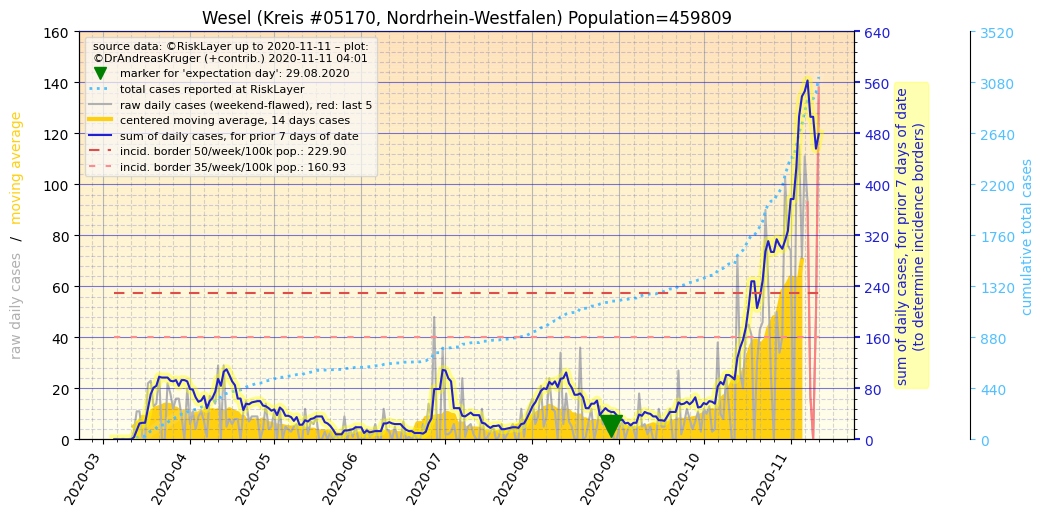 Wesel (Kreis #05170, Nordrhein-Westfalen) Population=459809
source data: ©RiskLayer up to 2020-11-11 – plot:
©DrAndreasKruger (+contrib.) 2020-11-11 04:01
marker for 'expectation day': 29.08.2020
total cases reported at RiskLayer
raw daily cases (weekend-flawed), red: last 5
centered moving average, 14 days cases
sum of daily cases, for prior 7 days of date
incid. border 50/week/100k pop.: 229.90
incid. border 35/week/100k pop.: 160.93
raw daily cases / moving average
160
140
120
100
80
60
40
20
0
2020-03
2020-04
2020-05
2020-06
2020-07
2020-08
2020-09
2020-10
2020-11
640
560
480
400
320
240
160
80
0
sum of daily cases, for prior 7 days of date
(to determine incidence borders)
3520
3080
2640
2200
1760
1320
880
440
0
cumulative total cases